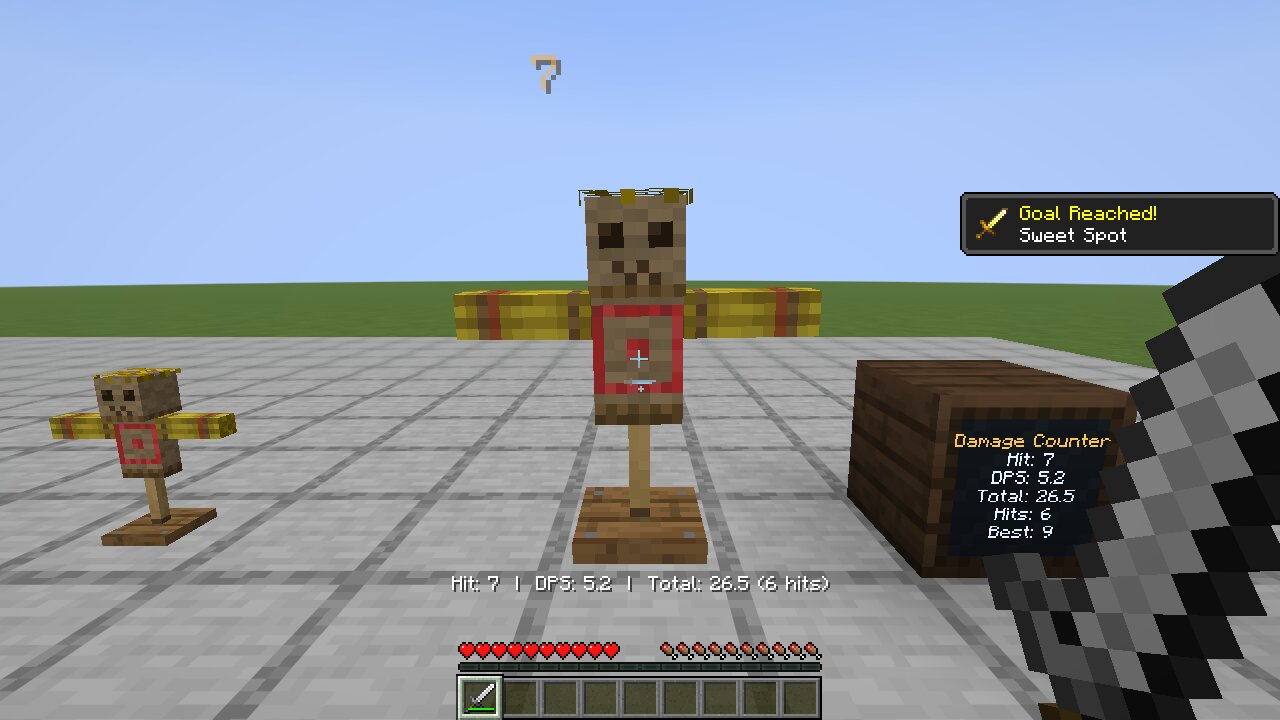 ?
Goal Reached!
Sweet Spot
Damage Counter
Hit: 7
DPS: 5.2
Total: 26.5
Hits: 6
Best: 9
Hit: 7 | DPS: 5.2 | Total: 26.5 (6 hits)